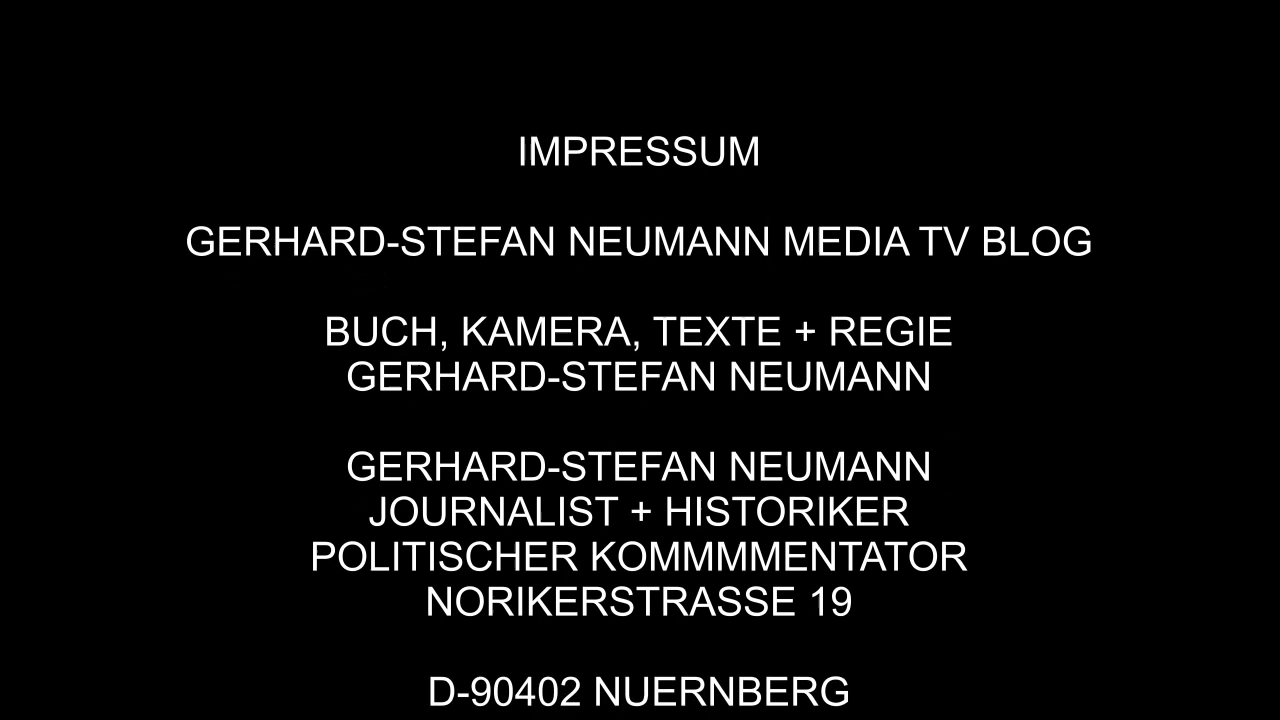 IMPRESSUM
GERHARD-STEFAN NEUMANN MEDIA TV BLOG
BUCH, KAMERA, TEXTE + REGIE
GERHARD-STEFAN NEUMANN
GERHARD-STEFAN NEUMANN
JOURNALIST + HISTORIKER
POLITISCHER KOMMMMENTATOR
NORIKERSTRASSE 19
D-90402 NUERNBERG